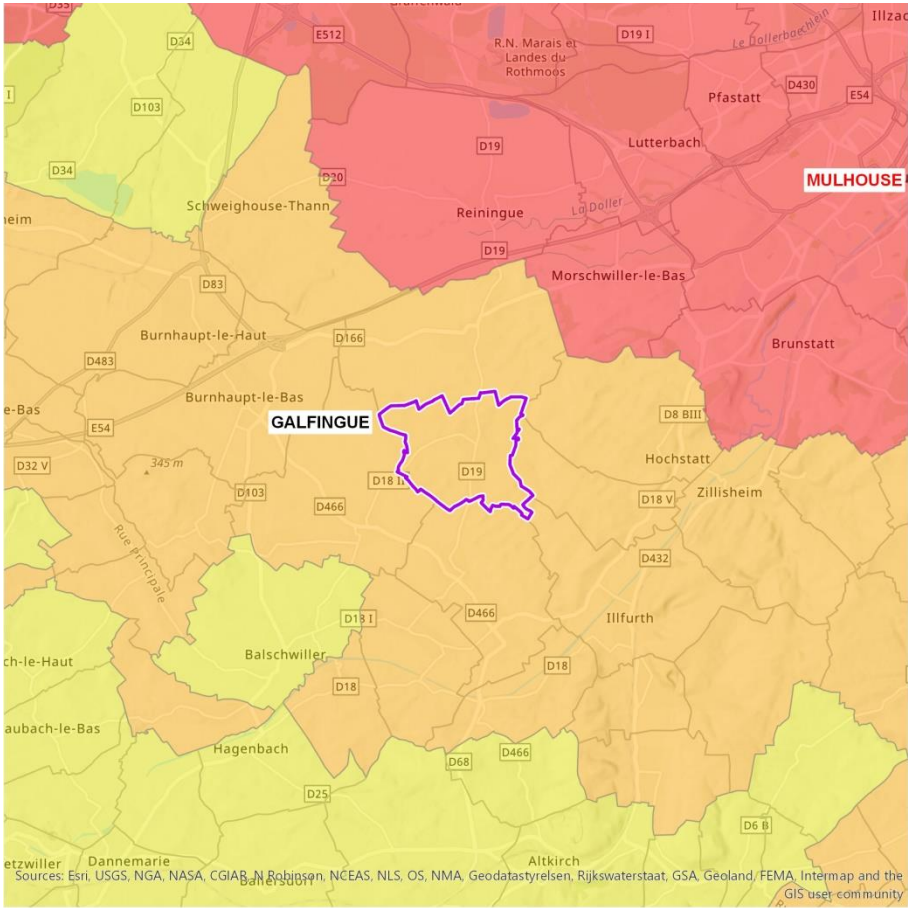 D35
Graffenwald
Illzac
D34
E512
R.N. Marais et
Landes du
Rothmoos
D19 I
Le Dollerbaechlein
D430
I
D103
Pfastatt
E54
Lutterbach
D34
D19
D20
MULHOUSE
Schweighouse-Thann
Reiningue
La Doller
heim
D19
Morschwiller-le-Bas
D83
Burnhaupt-le-Haut
D166
Brunstatt
D483
Burnhaupt-le-Bas
e-Bas
GALFINGUE
D8 BIII
E54
Hochstatt
D32 V
345 m
D19
D18 II
D103
D466
D18 V
Zillisheim
Rue Principale
D432
D466
D18 I
Illfurth
Balschwiller
ch-le-Haut
D18
D18
aubach-le-Bas
Hagenbach
D466
D68
D25
D6 B
etzwiller
Dannemarie
Altkirch
Ballersdorf
Sources: Esri, USGS, NGA, NASA, CGIAR, N Robinson, NCEAS, NLS, OS, NMA, Geodatastyrelsen, Rijkswaterstaat, GSA, Geoland, FEMA, Intermap and the
GIS user community